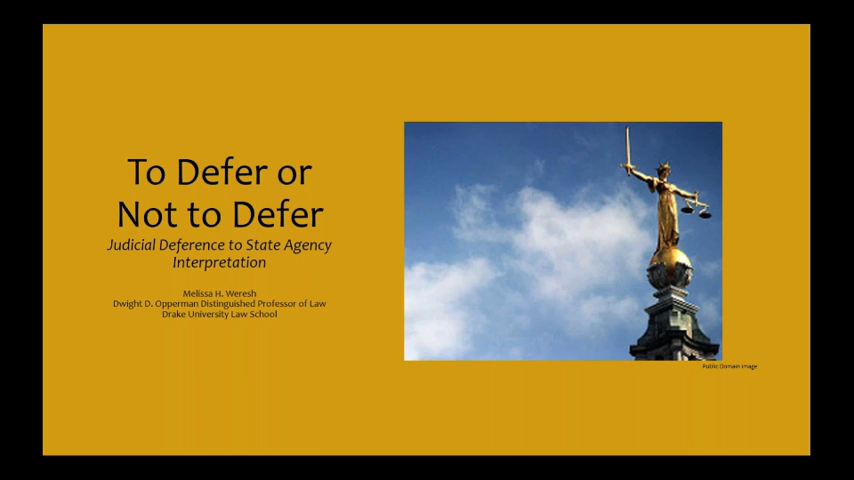 To Defer or
Not to Defer
Judicial Deference to State Agency
Interpretation
Melissa H. Weresh
Dwight D. Opperman Distinguished Professor of Law
Drake University Law School
Public Domain Image